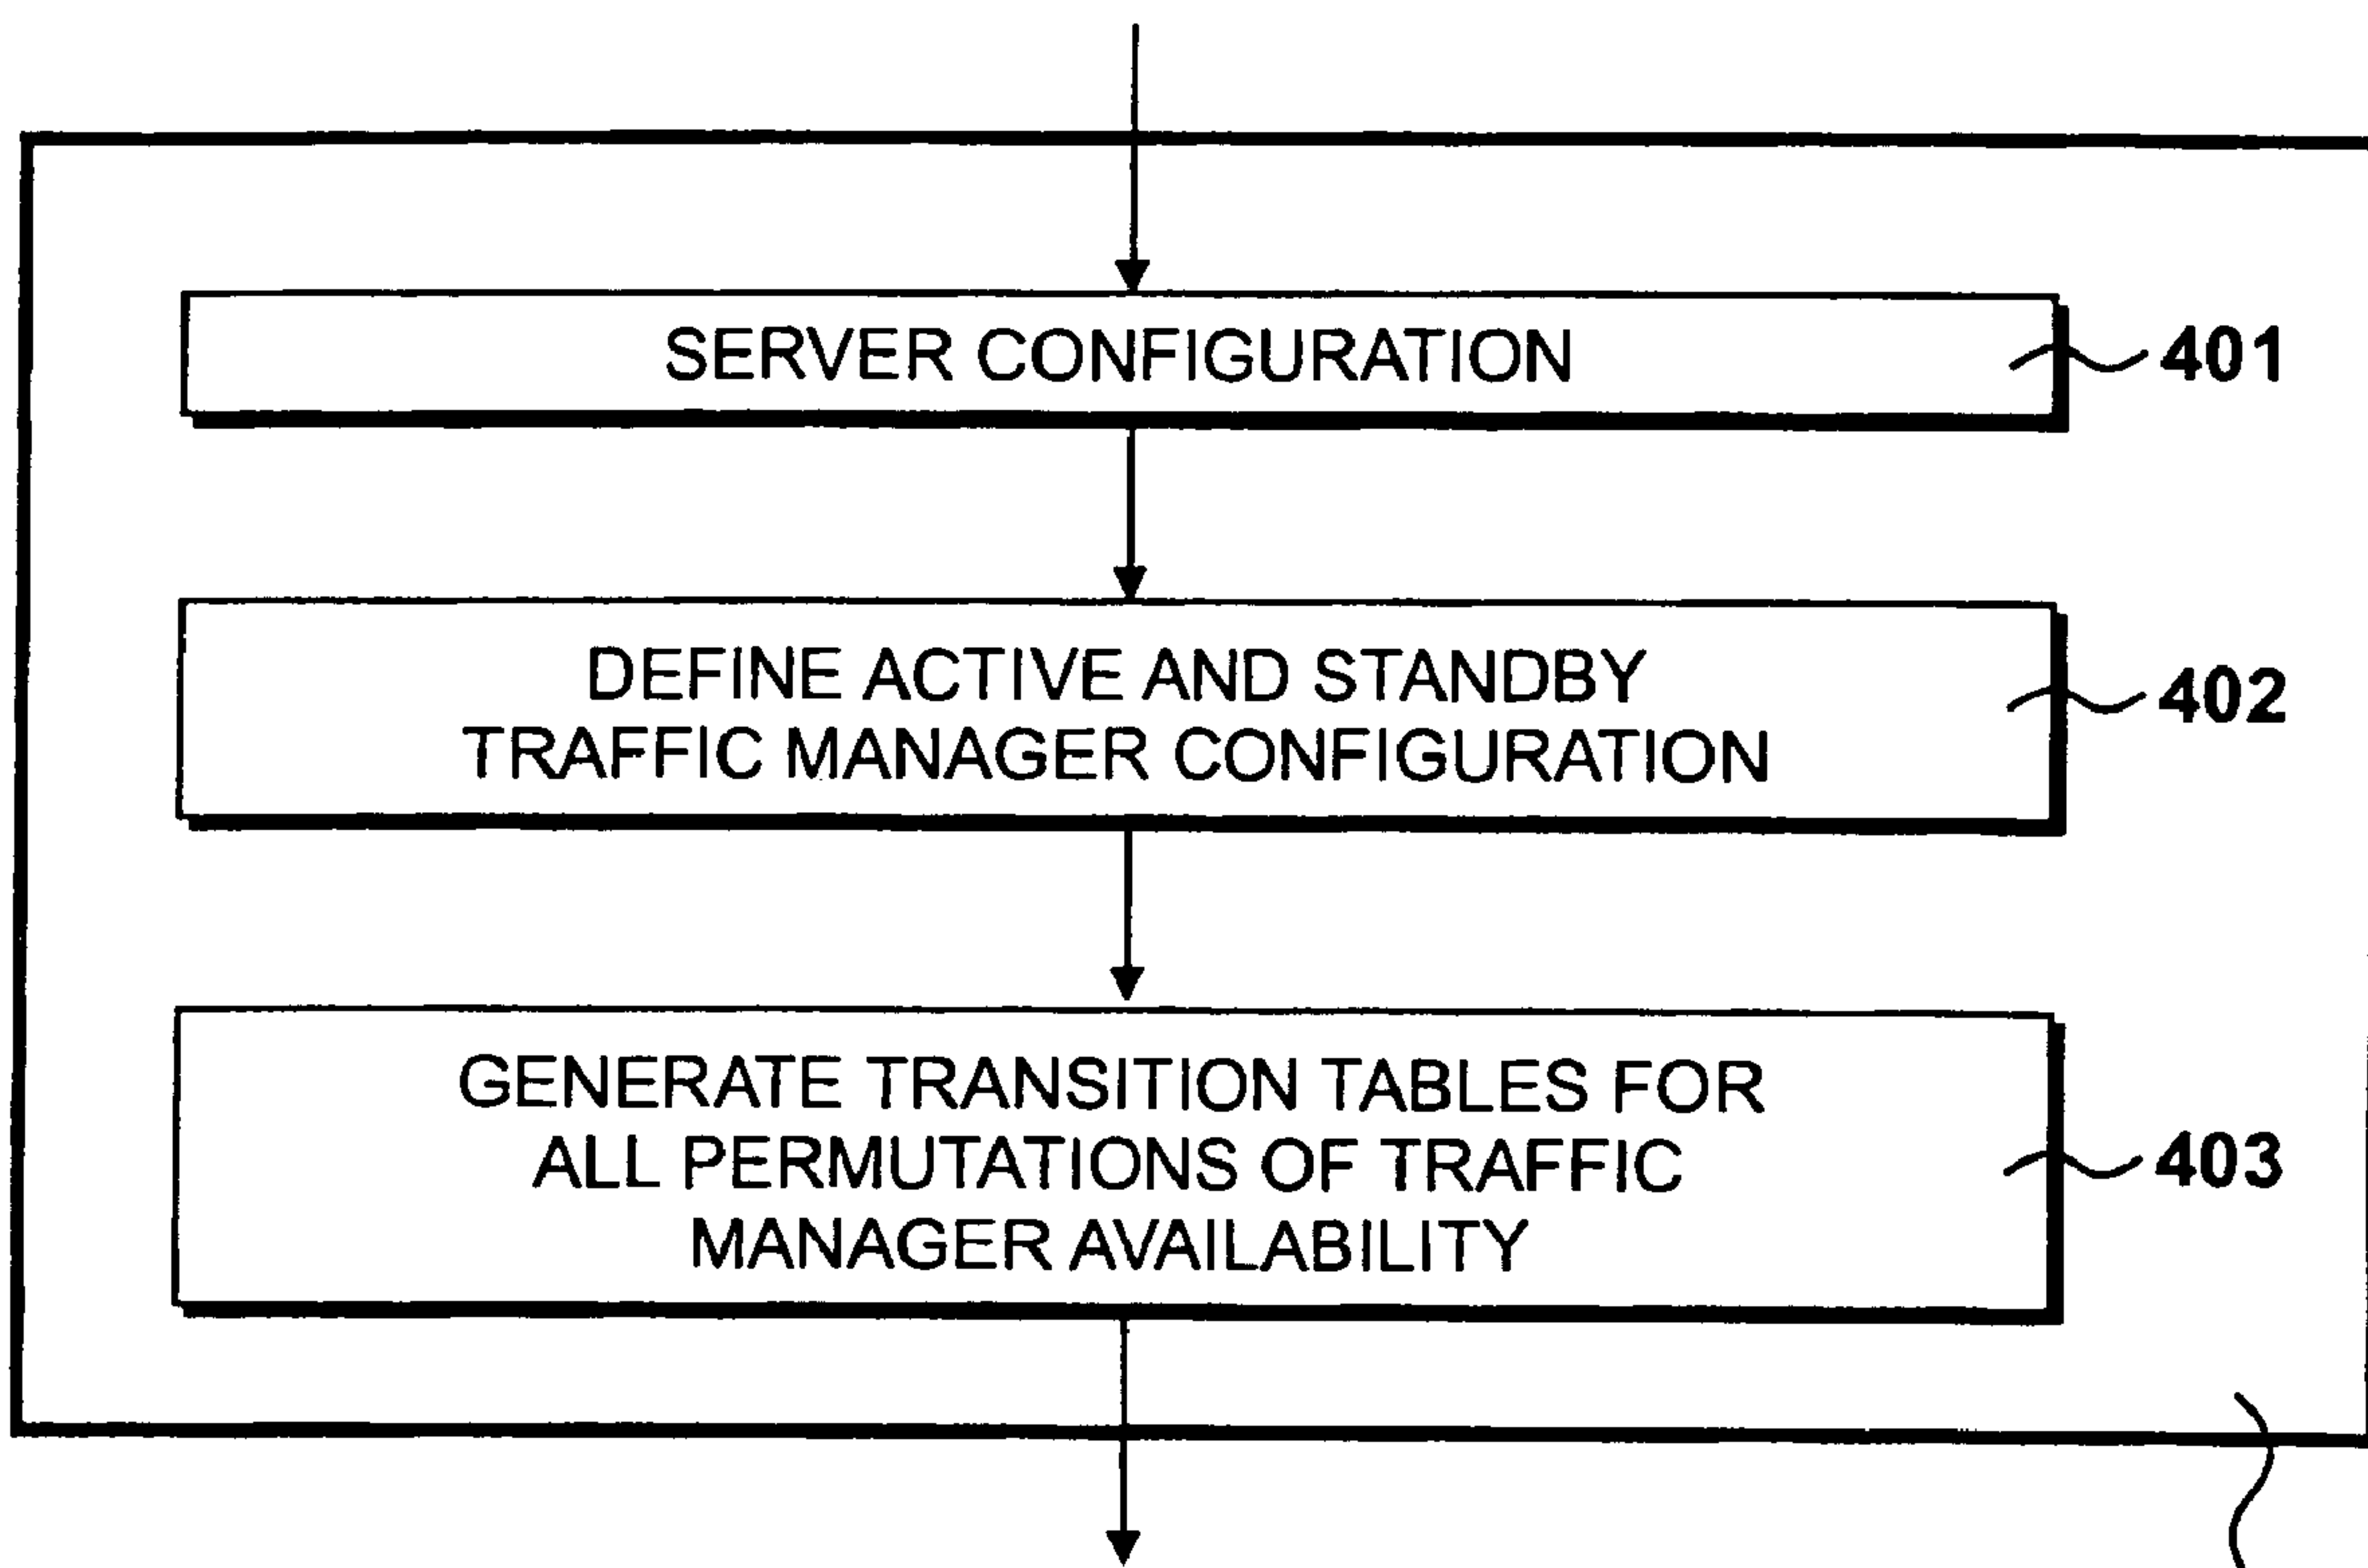 SERVER CONFIGURATION
401
DEFINE ACTIVE AND STANDBY
TRAFFIC MANAGER CONFIGURATION
402
GENERATE TRANSITION TABLES FOR
ALL PERMUTATIONS OF TRAFFIC
MANAGER AVAILABILITY
403